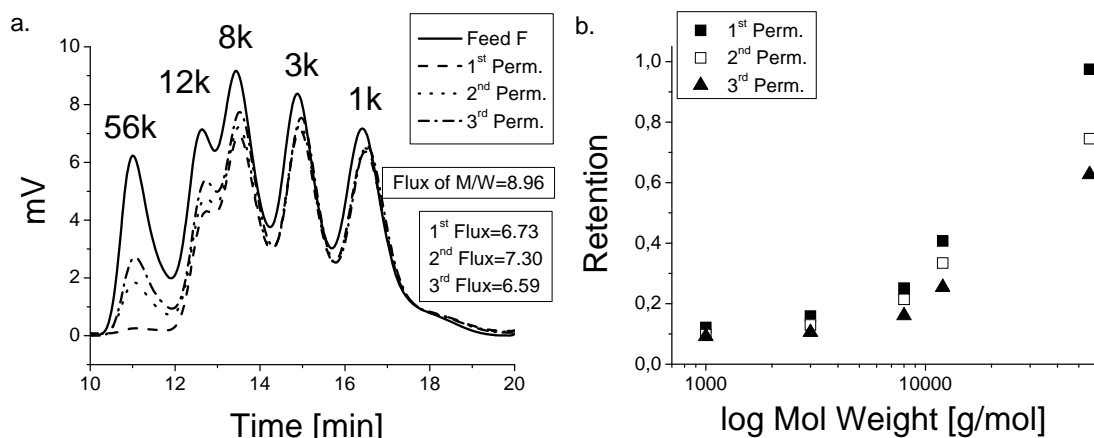 a.
10
8
6
4
2
0
mV
56k
12k
8k
3k
1k
Feed F
1st Perm.
2nd Perm.
3rd Perm.
Flux of M/W=8.96
1st Flux=6.73
2nd Flux=7.30
3rd Flux=6.59
10 12 14 16 18 20
Time [min]
b.
1st Perm.
2nd Perm.
3rd Perm.
1,0
0,8
0,6
0,4
0,2
0,0
Retention
1000 10000
log Mol Weight [g/mol]